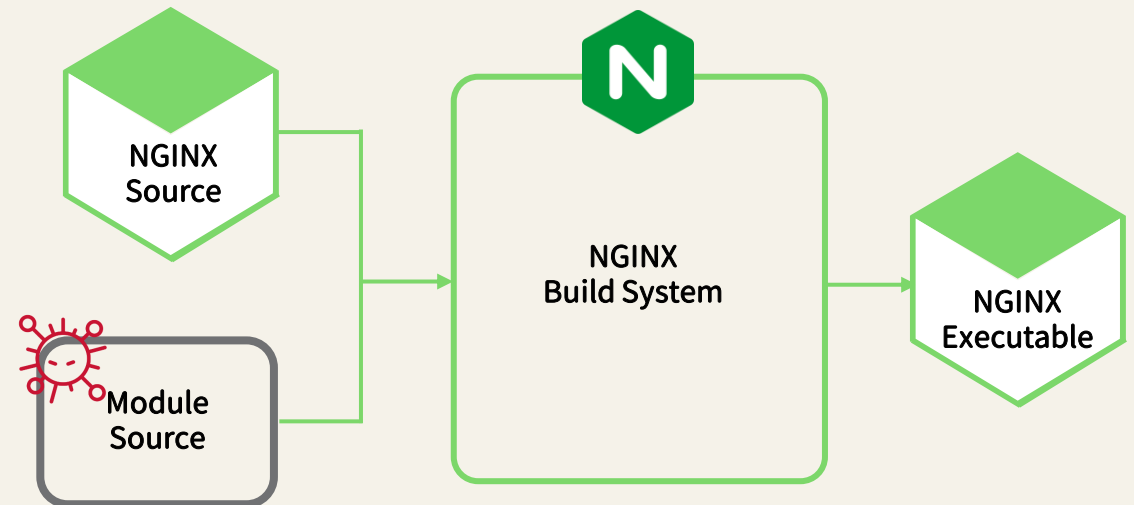 N
NGINX
Source
NGINX
Build System
NGINX
Executable
Module
Source